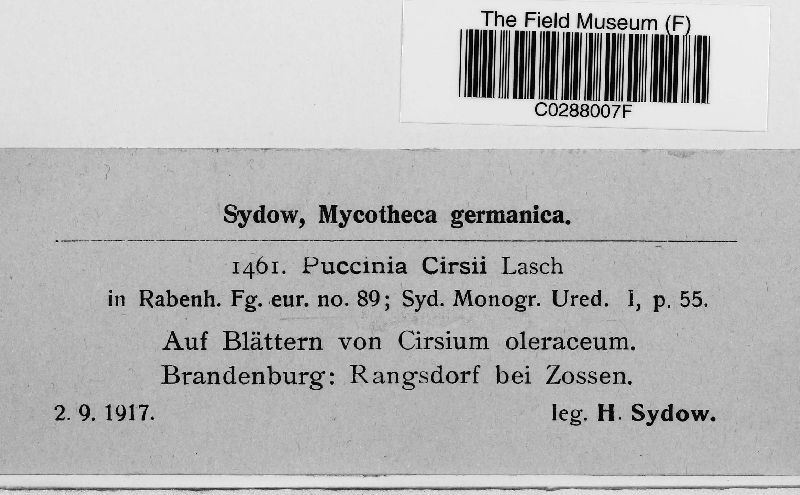 The Field Museum (F)
C0288007F
Sydow, Mycotheca germanica.
1461. Puccinia Cirsii Lasch
in Rabenh. Fg. eur. no. 89; Syd. Monogr. Ured. I, p. 55.
Auf Blättern von Cirsium oleraceum.
Brandenburg: Rangsdorf bei Zossen.
2. 9. 1917. leg. H. Sydow.